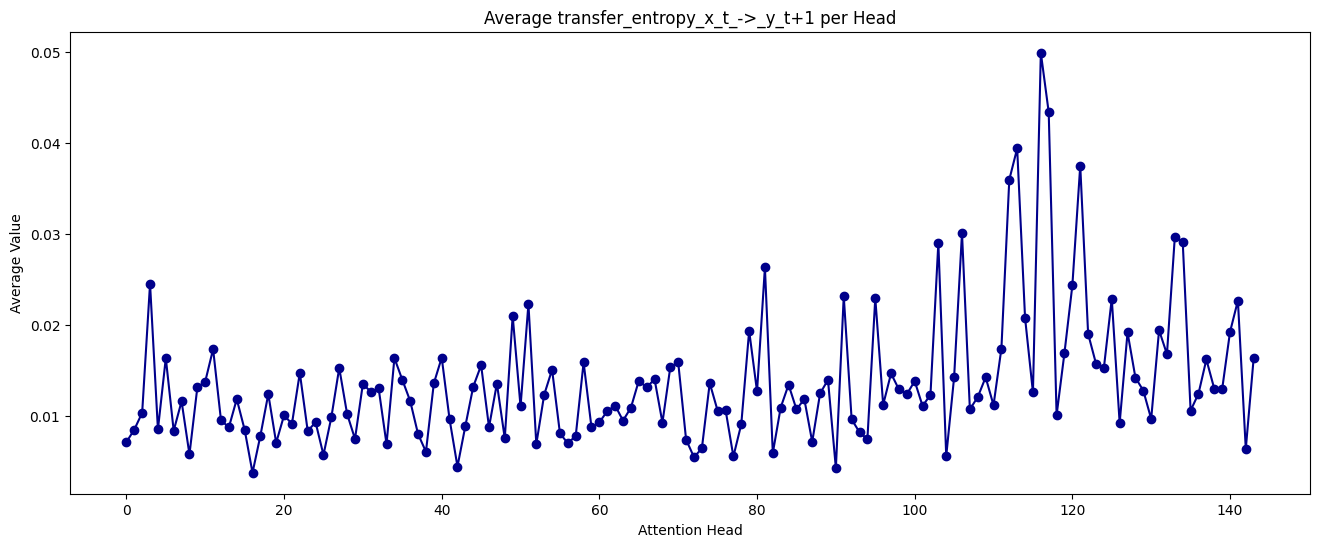 Average transfer_entropy_x_t_->_y_t+1 per Head
Average Value
0.05
0.04
0.03
0.02
0.01
0 20 40 60 80 100 120 140
Attention Head